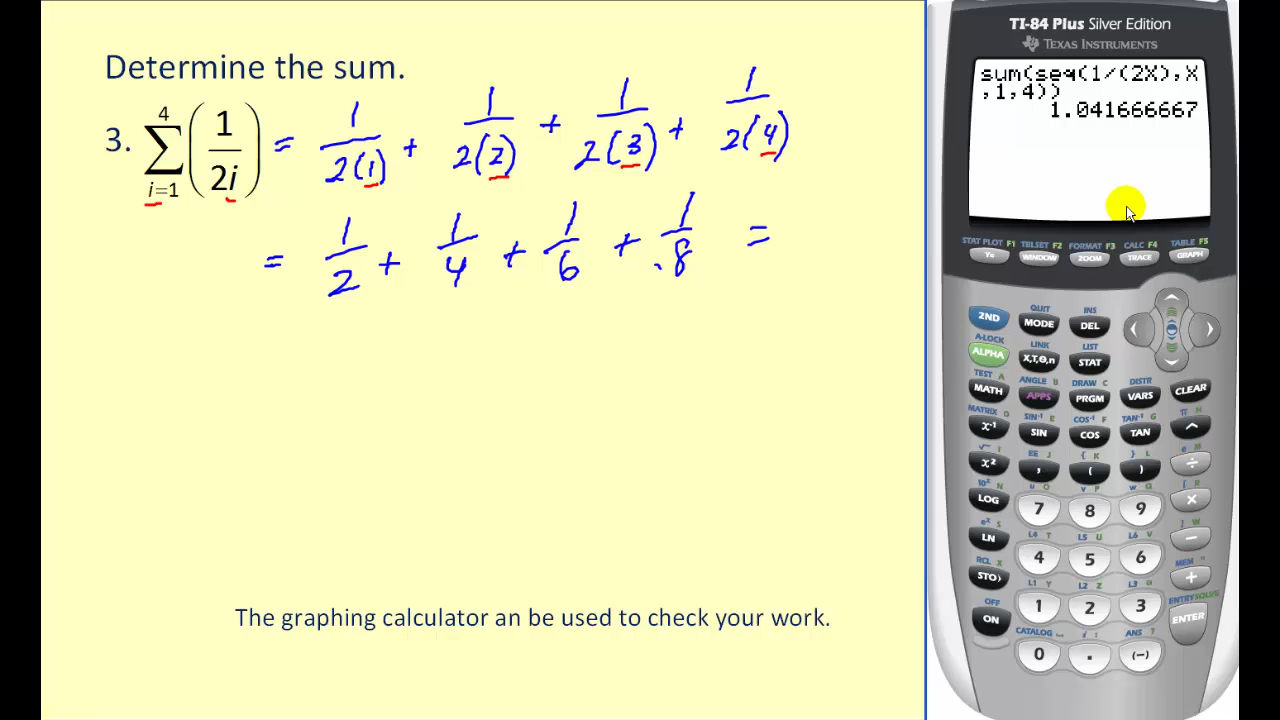 Determine the sum.
3. ∑ i=1 4 (1/2i) = 1/2(1) + 1/2(2) + 1/2(3) + 1/2(4)
= 1/2 + 1/4 + 1/6 + 1/8 =
The graphing calculator an be used to check your work.
TI-84 Plus Silver Edition
TEXAS INSTRUMENTS
sum(seq(1/(2X),X
,1,4))
1.041666667
STAT PLOT F1 TBLSET F2 FORMAT F3 CALC F4 TABLE F5
Y= WINDOW ZOOM TRACE GRAPH
QUIT INS
2ND MODE DEL
A-LOCK LINK LIST
ALPHA X,T,Θ,n STAT
TEST A ANGLE B DRAW C DISTR
MATH APPS PRGM VARS CLEAR
MATRIX D SIN⁻¹ E COS⁻¹ F TAN⁻¹ G π H
x⁻¹ SIN COS TAN ^
√ I EE J { K } L e M
x² , ( ) ÷
10ˣ N u O v P w Q [ R
LOG 7 8 9 ×
eˣ S L4 T L5 U L6 V ] W
LN 4 5 6 −
RCL X L1 Y L2 Z L3 θ MEM "
STO› 1 2 3 +
OFF CATALOG ⎵ i : ANS ? ENTRY SOLVE
ON 0 . (−) ENTER